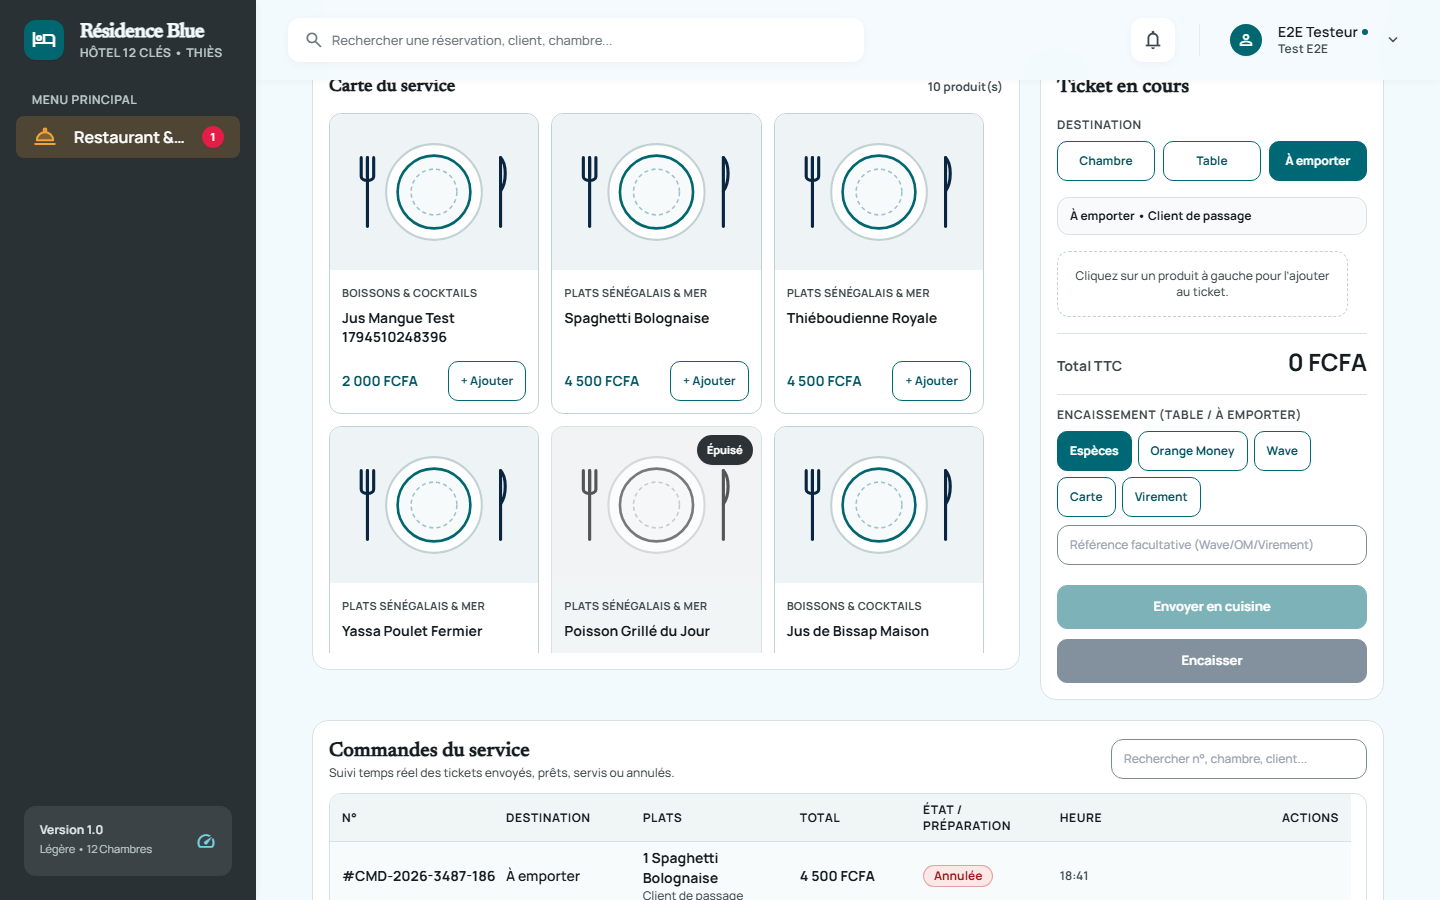 Résidence Blue
HÔTEL 12 CLÉS • THIÈS
MENU PRINCIPAL
Restaurant &...
1
Version 1.0
Légère • 12 Chambres
Rechercher une réservation, client, chambre...
E2E Testeur
Test E2E
Carte du service
10 produit(s)
BOISSONS & COCKTAILS
Jus Mangue Test
1794510248396
2 000 FCFA
+ Ajouter
PLATS SÉNÉGALAIS & MER
Spaghetti Bolognaise
4 500 FCFA
+ Ajouter
PLATS SÉNÉGALAIS & MER
Thiéboudienne Royale
4 500 FCFA
+ Ajouter
PLATS SÉNÉGALAIS & MER
Yassa Poulet Fermier
Épuisé
PLATS SÉNÉGALAIS & MER
Poisson Grillé du Jour
BOISSONS & COCKTAILS
Jus de Bissap Maison
Ticket en cours
DESTINATION
Chambre
Table
À emporter
À emporter • Client de passage
Cliquez sur un produit à gauche pour l'ajouter
au ticket.
Total TTC
0 FCFA
ENCAISSEMENT (TABLE / À EMPORTER)
Espèces
Orange Money
Wave
Carte
Virement
Référence facultative (Wave/OM/Virement)
Envoyer en cuisine
Encaisser
Commandes du service
Suivi temps réel des tickets envoyés, prêts, servis ou annulés.
Rechercher n°, chambre, client...
N°
DESTINATION
PLATS
TOTAL
ÉTAT /
PRÉPARATION
HEURE
ACTIONS
#CMD-2026-3487-186
À emporter
1 Spaghetti
Bolognaise
Client de passage
4 500 FCFA
Annulée
18:41